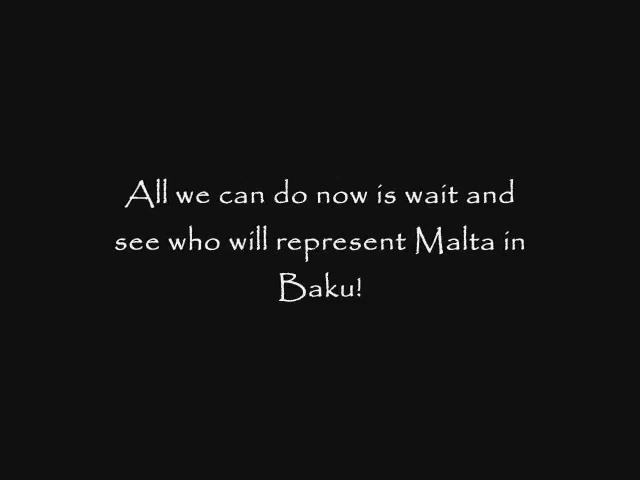 All we can do now is wait and
see who will represent Malta in
Baku!